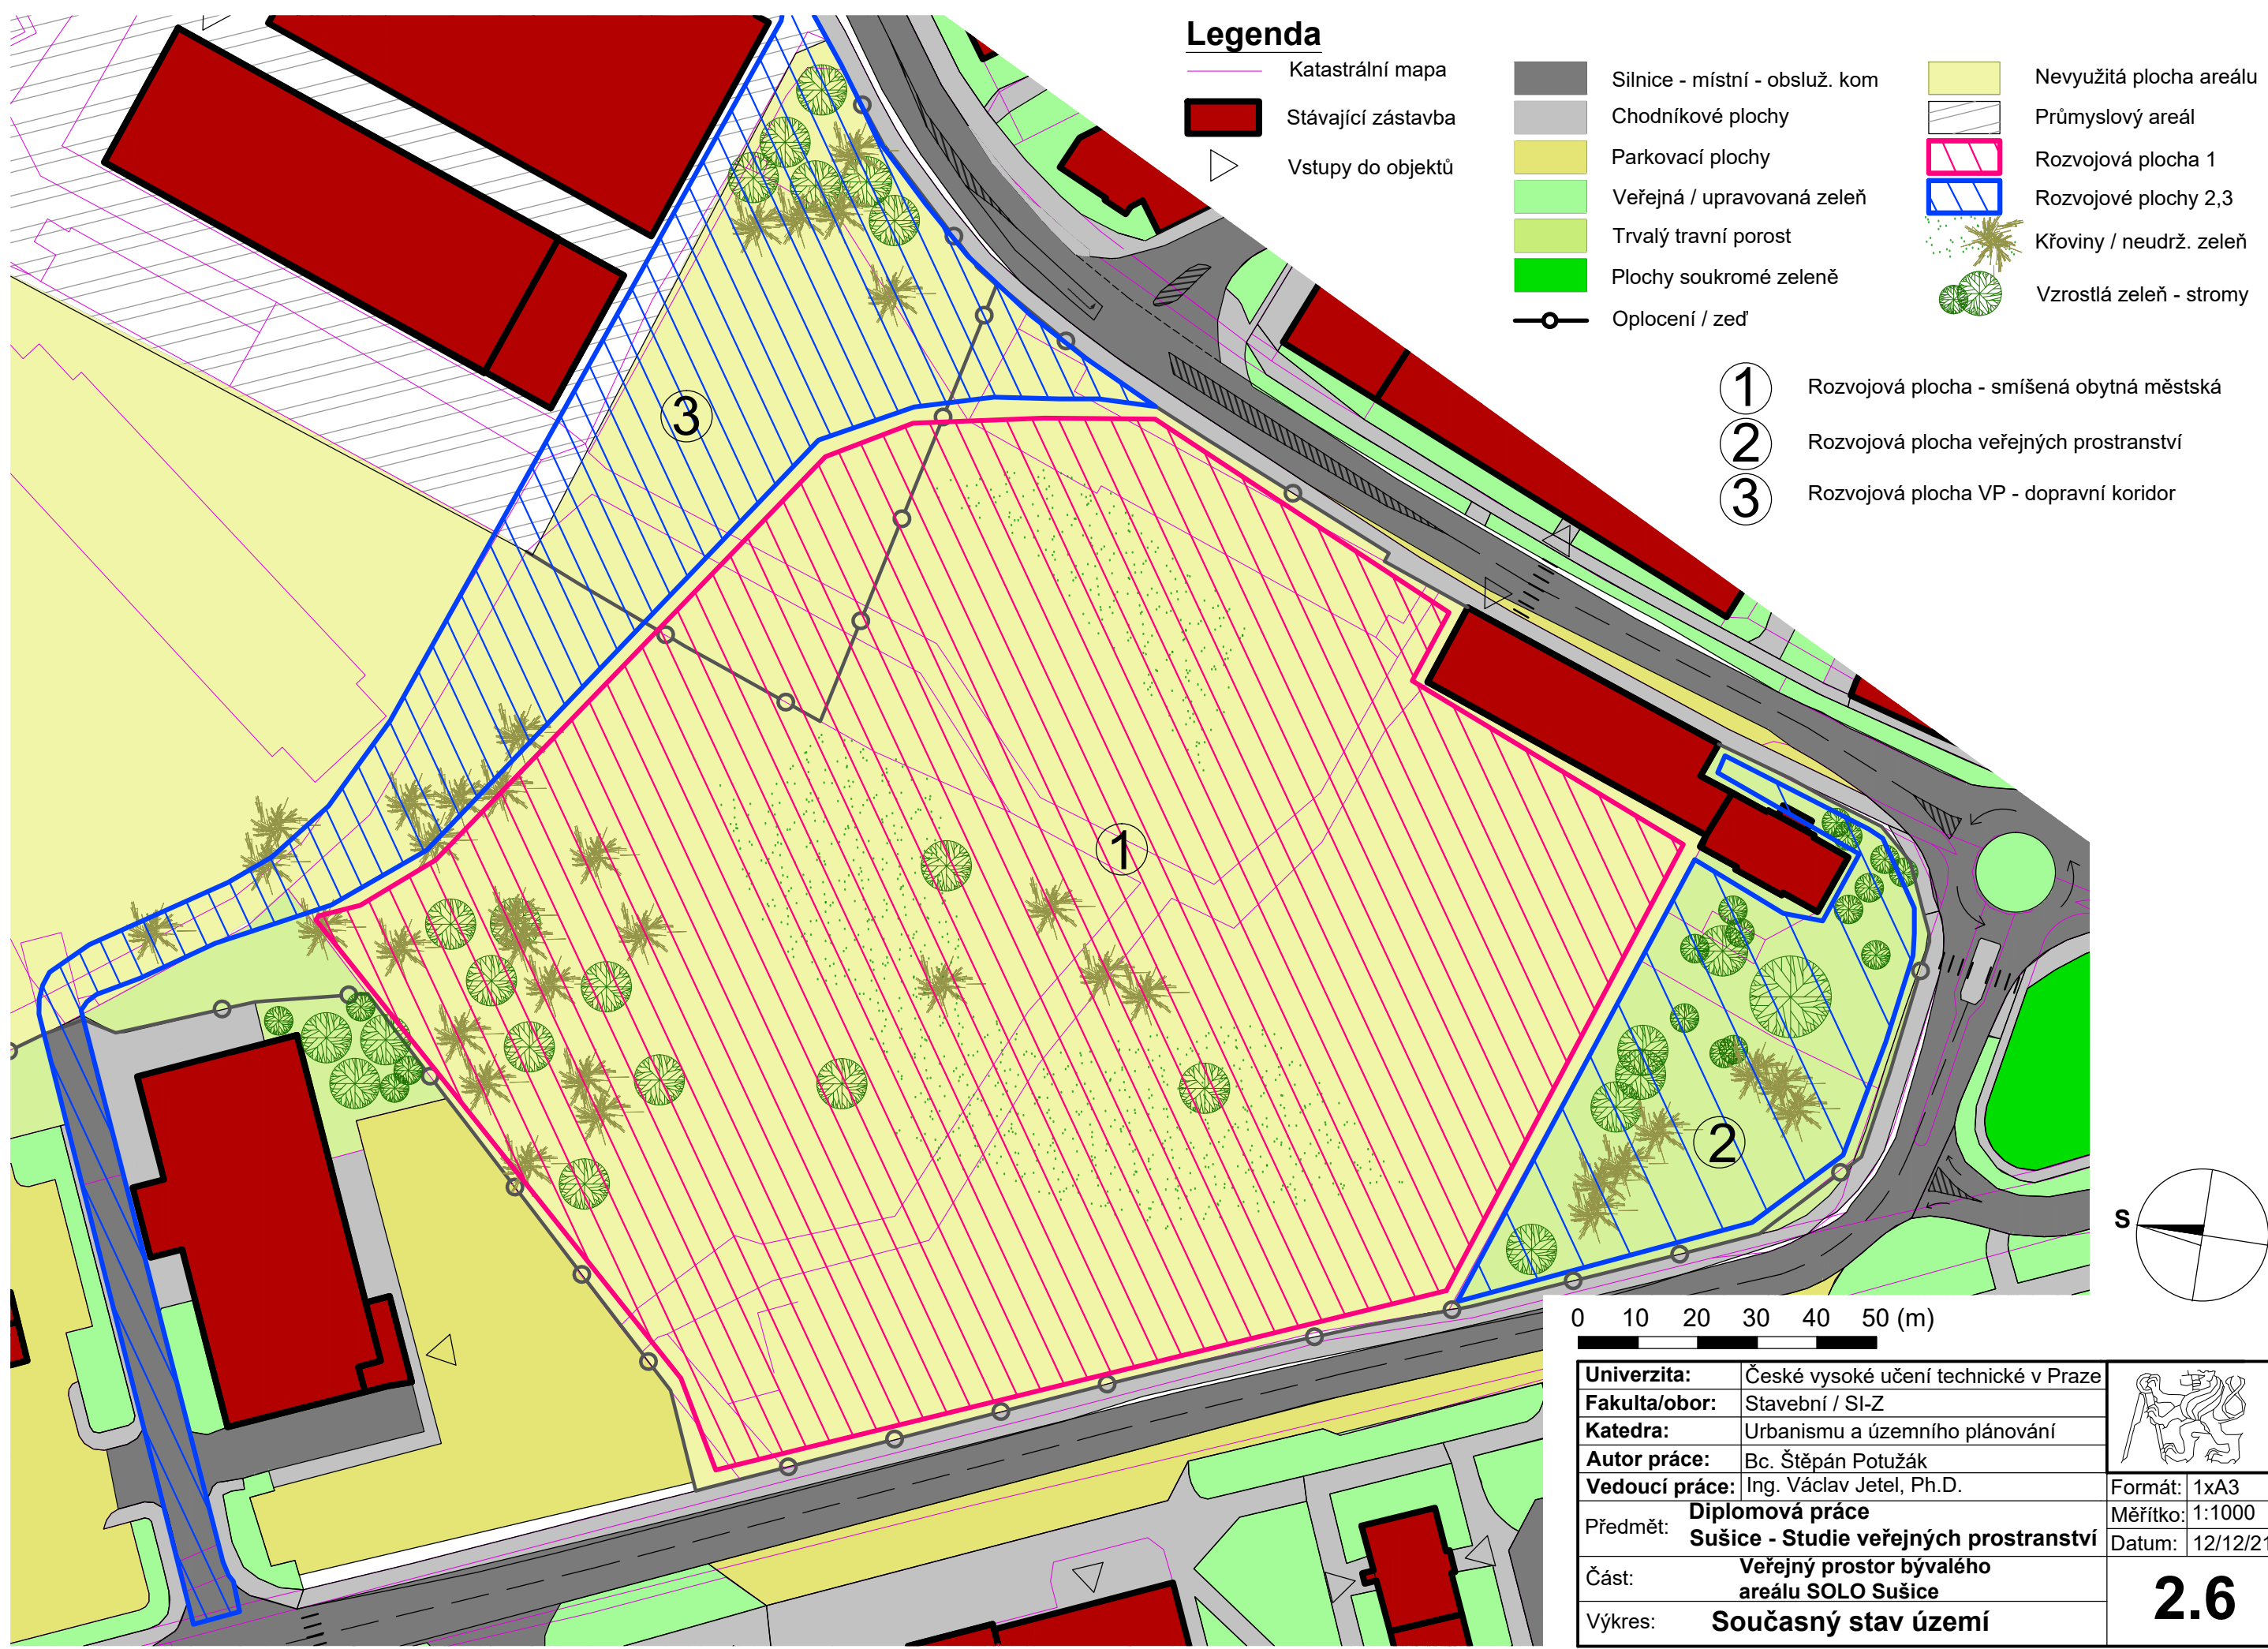 Legenda
Katastrální mapa
Stávající zástavba
Vstupy do objektů
Silnice - místní - obsluž. kom
Chodníkové plochy
Parkovací plochy
Veřejná / upravovaná zeleň
Trvalý travní porost
Plochy soukromé zeleně
Oplocení / zeď
Nevyužitá plocha areálu
Průmyslový areál
Rozvojová plocha 1
Rozvojové plochy 2,3
Křoviny / neudrž. zeleň
Vzrostlá zeleň - stromy
1 Rozvojová plocha - smíšená obytná městská
2 Rozvojová plocha veřejných prostranství
3 Rozvojová plocha VP - dopravní koridor
3
1
2
S
0 10 20 30 40 50 (m)
Univerzita: České vysoké učení technické v Praze
Fakulta/obor: Stavební / SI-Z
Katedra: Urbanismu a územního plánování
Autor práce: Bc. Štěpán Potužák
Vedoucí práce: Ing. Václav Jetel, Ph.D.
Předmět: Diplomová práce
Sušice - Studie veřejných prostranství
Část: Veřejný prostor bývalého
areálu SOLO Sušice
Výkres: Současný stav území
Formát: 1xA3
Měřítko: 1:1000
Datum: 12/12/21
2.6